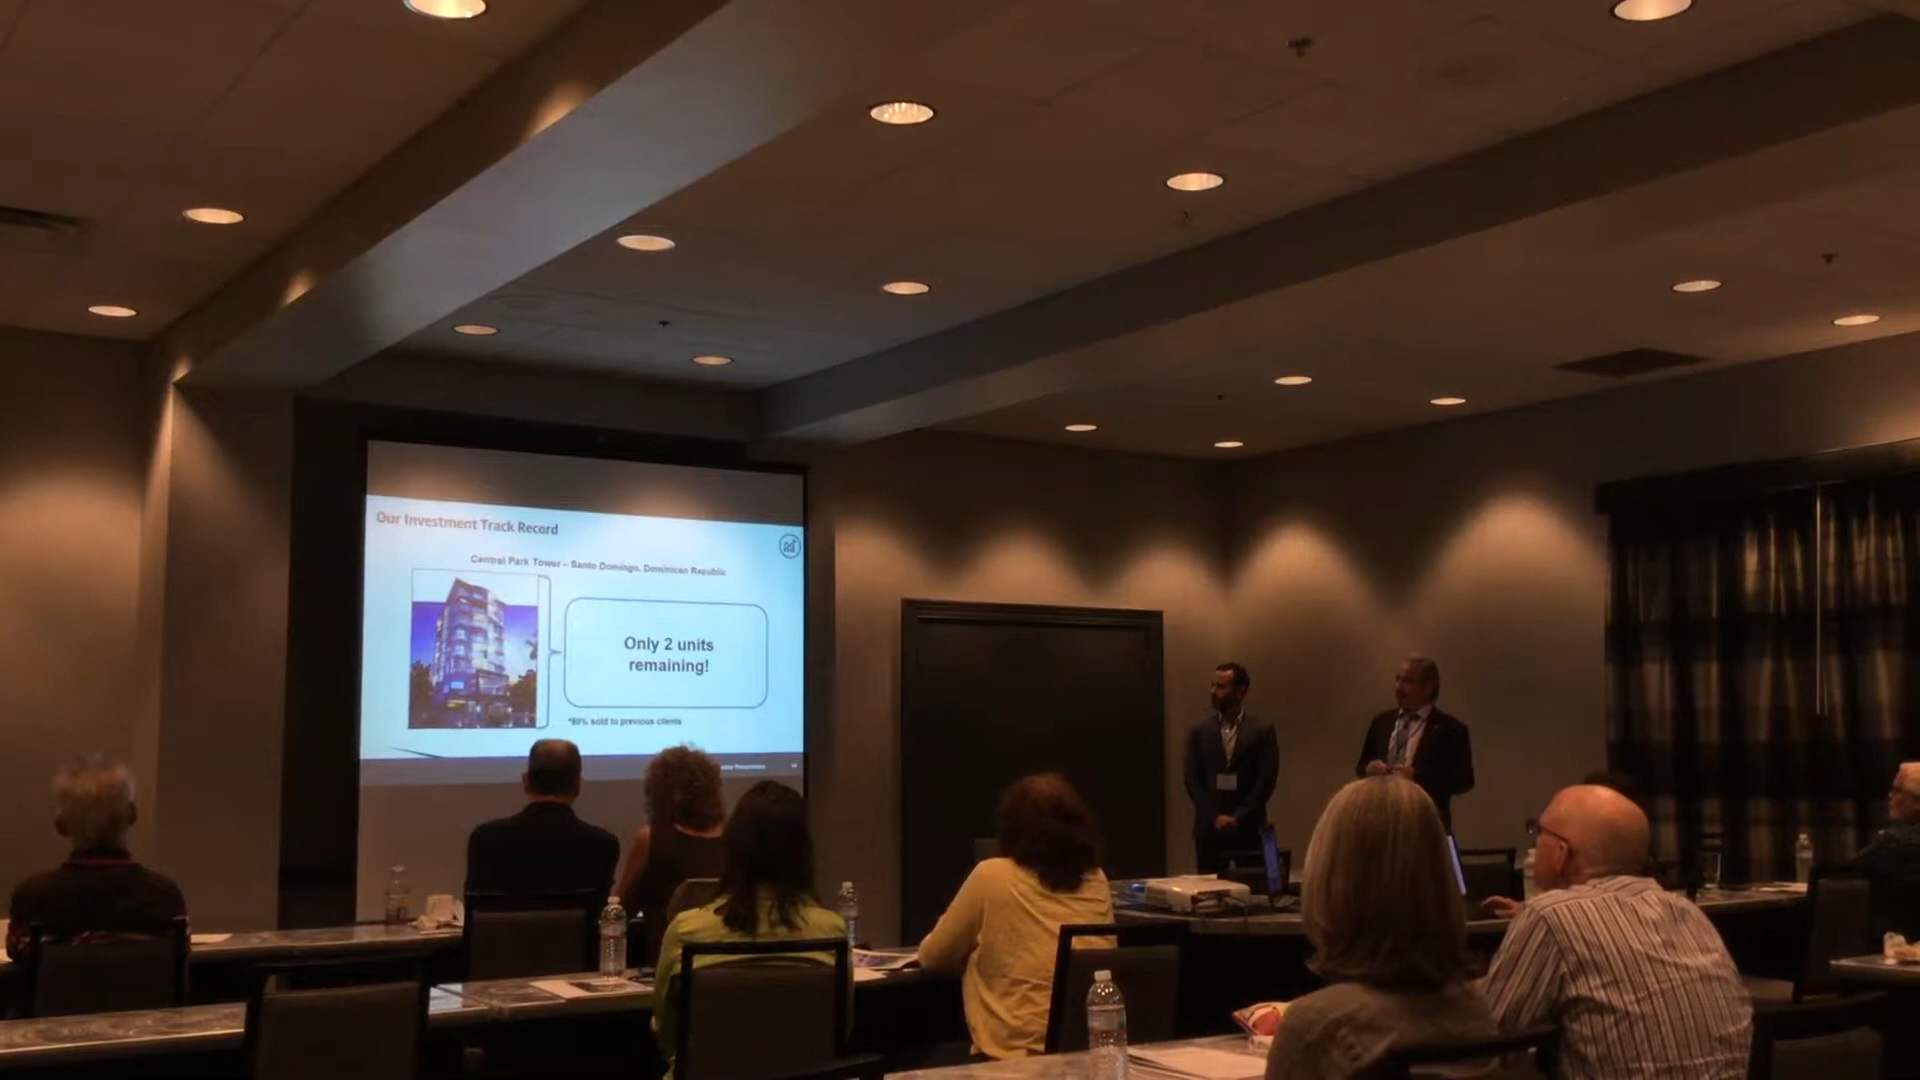 Our Investment Track Record
Central Park Tower – Santo Domingo, Dominican Republic
Only 2 units
remaining!
*80% sold to previous clients